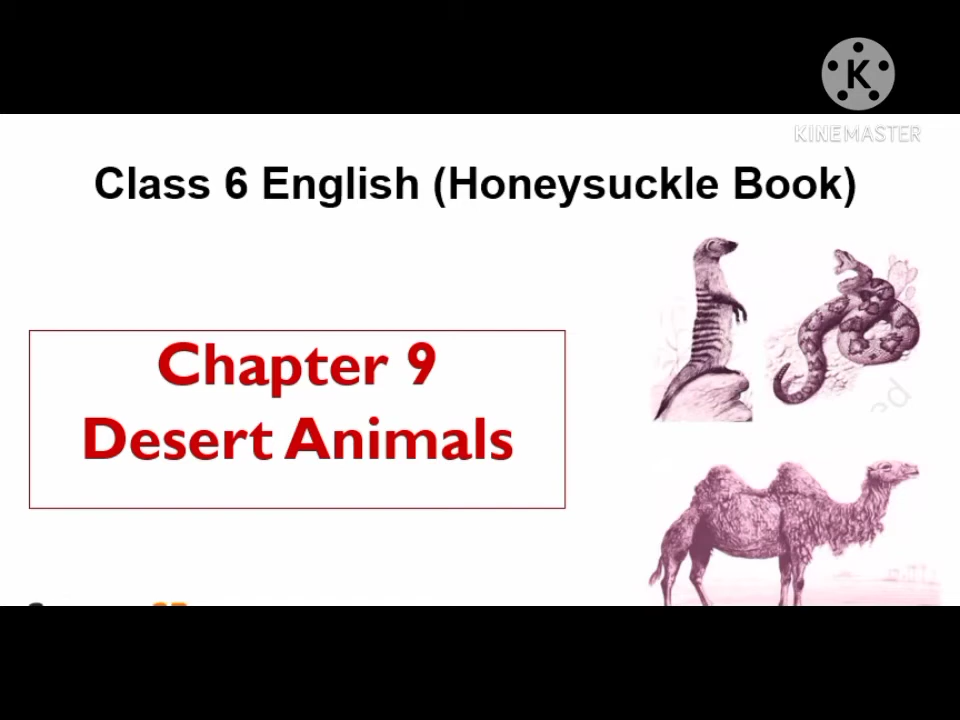 K
KINEMASTER
Class 6 English (Honeysuckle Book)
Chapter 9
Desert Animals